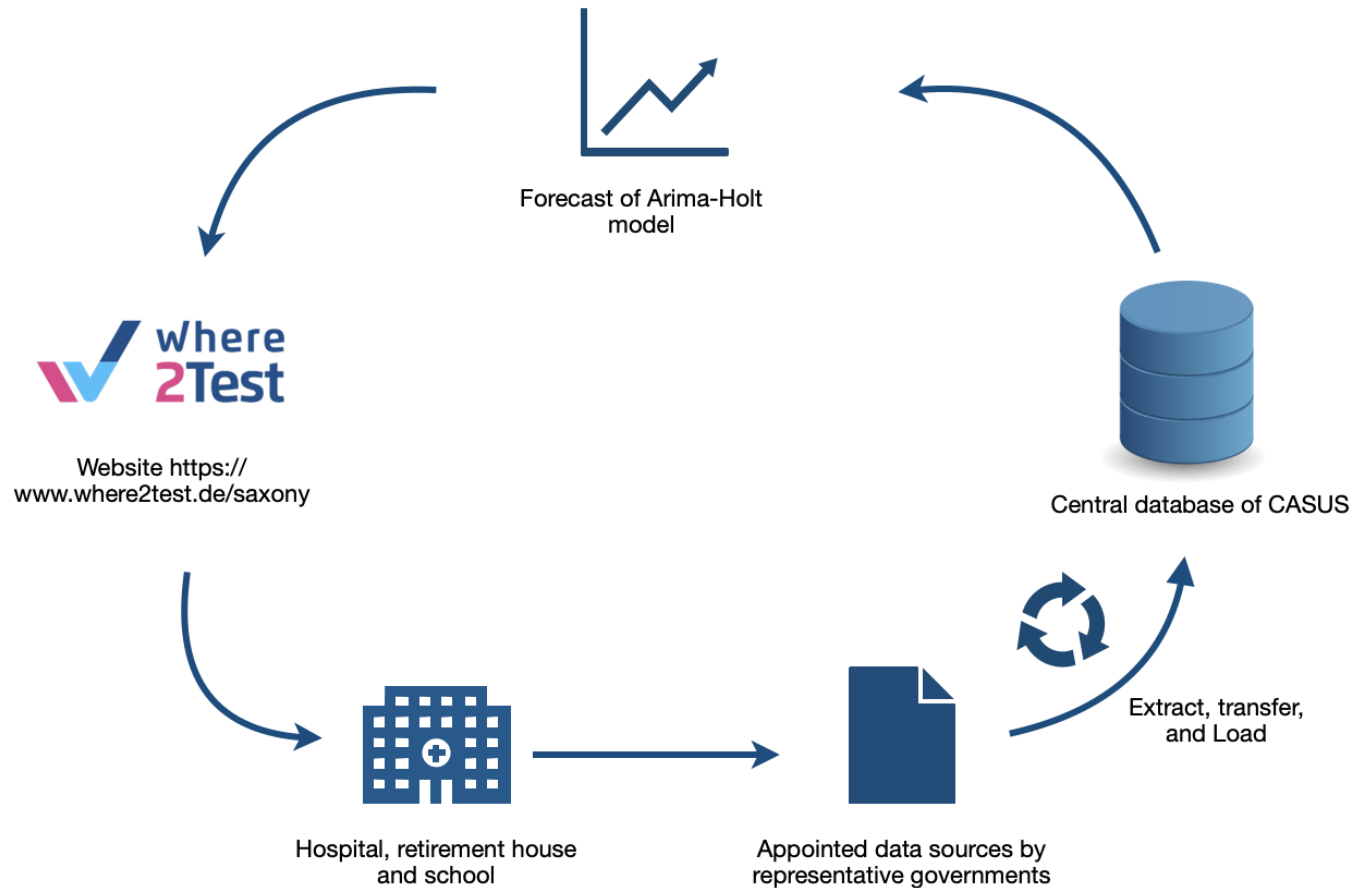 Forecast of Arima-Holt
model
Where
2Test
Website https://
www.where2test.de/saxony
Central database of CASUS
Extract, transfer,
and Load
Hospital, retirement house
and school
Appointed data sources by
representative governments